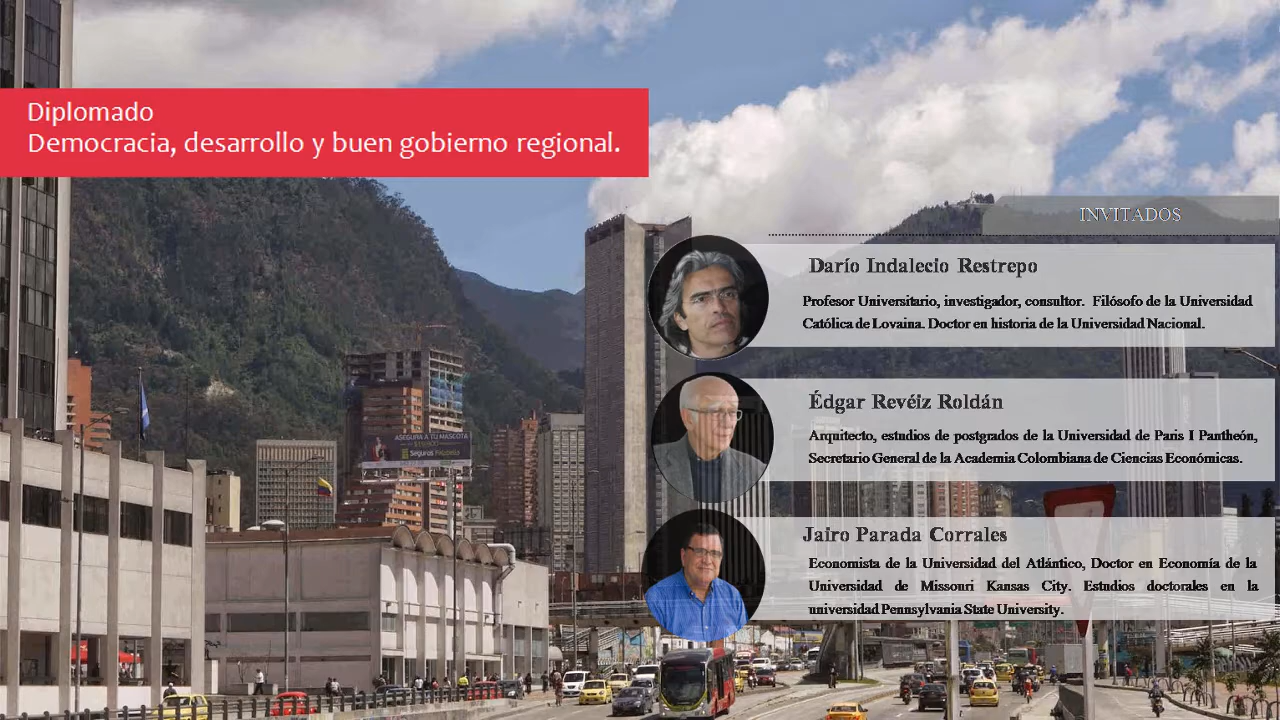 Diplomado
Democracia, desarrollo y buen gobierno regional.
INVITADOS
Darío Indalecio Restrepo
Profesor Universitario, investigador, consultor. Filósofo de la Universidad
Católica de Lovaina. Doctor en historia de la Universidad Nacional.
Édgar Revéiz Roldán
Arquitecto, estudios de postgrados de la Universidad de Paris I Pantheón,
Secretario General de la Academia Colombiana de Ciencias Económicas.
Jairo Parada Corrales
Economista de la Universidad del Atlántico, Doctor en Economía de la
Universidad de Missouri Kansas City. Estudios doctorales en la
universidad Pennsylvania State University.
ASEGURA A TU MASCOTA
Seguros